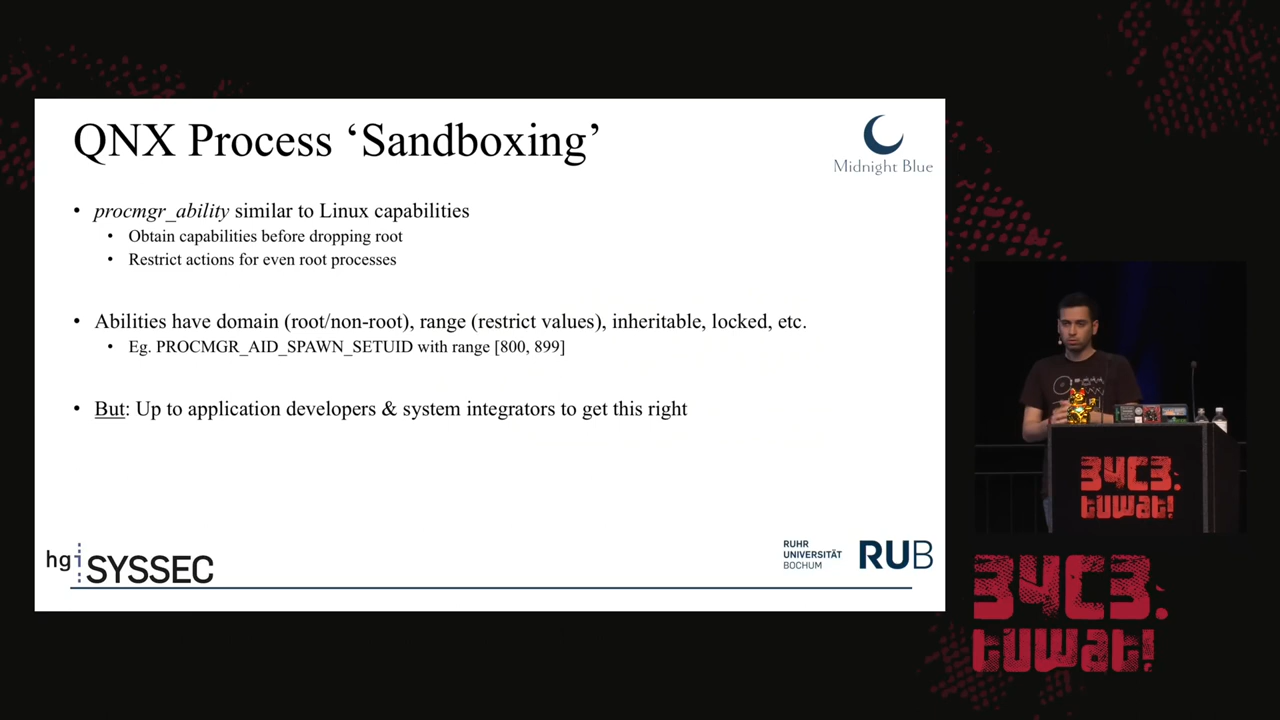 QNX Process ‘Sandboxing’
Midnight Blue
• procmgr_ability similar to Linux capabilities
• Obtain capabilities before dropping root
• Restrict actions for even root processes
• Abilities have domain (root/non-root), range (restrict values), inheritable, locked, etc.
• Eg. PROCMGR_AID_SPAWN_SETUID with range [800, 899]
• But: Up to application developers & system integrators to get this right
hgi SYSSEC
RUHR
UNIVERSITÄT
BOCHUM
RUB
34C3.
tuwat!
34C3.
tuwat!